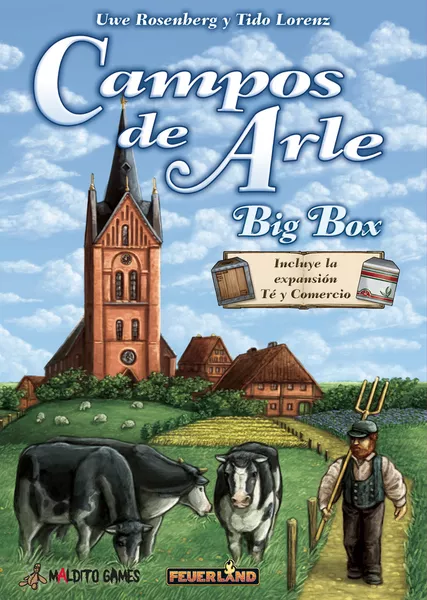 Uwe Rosenberg y Tido Lorenz
Campos
de Arle
Big Box
Incluye la
expansión
Té y Comercio
MALDITO GAMES
FEUERLAND